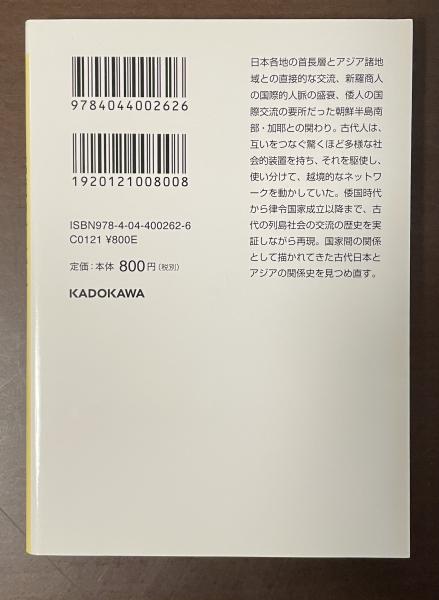 9784044002626
1920121008008
ISBN978-4-04-400262-6
C0121 ¥800E
定価：本体800円（税別）
KADOKAWA
日本各地の首長層とアジア諸地
域との直接的な交流、新羅商人
の国際的人脈の盛衰、倭人の国
際交流の要所だった朝鮮半島南
部・加耶との関わり。古代人は、
互いをつなぐ驚くほど多様な社
会的装置を持ち、それを駆使し、
使い分けて、越境的なネットワ
ークを動かしていた。倭国時代
から律令国家成立以降まで、古
代の列島社会の交流の歴史を実
証しながら再現。国家間の関係
として描かれてきた古代日本と
アジアの関係史を見つめ直す。